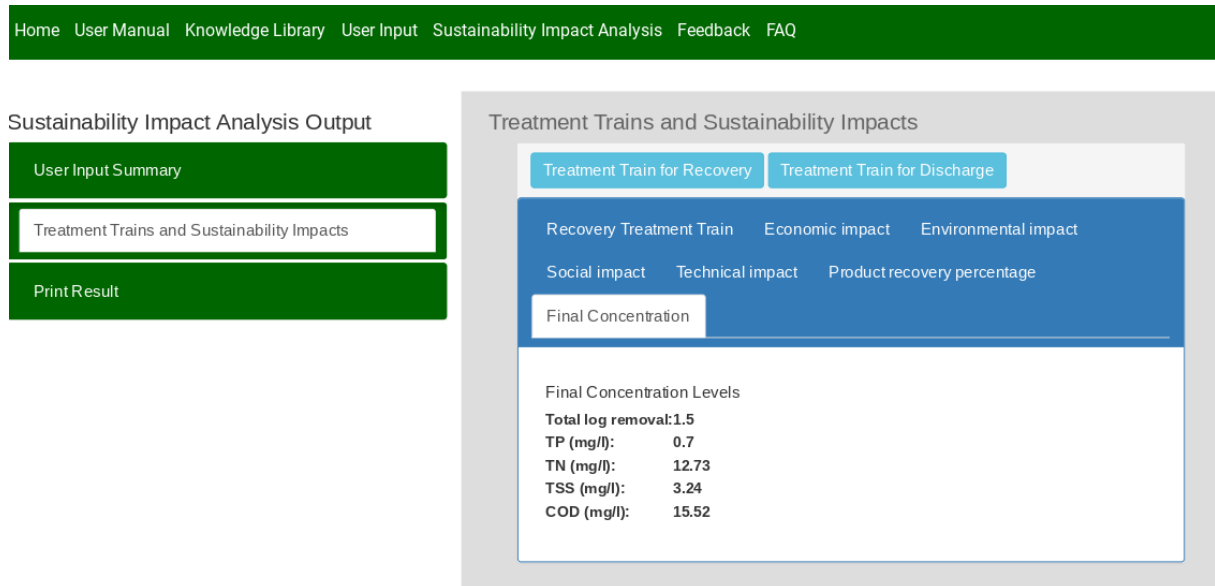 Home User Manual Knowledge Library User Input Sustainability Impact Analysis Feedback FAQ
Sustainability Impact Analysis Output
User Input Summary
Treatment Trains and Sustainability Impacts
Print Result
Treatment Trains and Sustainability Impacts
Treatment Train for Recovery Treatment Train for Discharge
Recovery Treatment Train Economic impact Environmental impact
Social impact Technical impact Product recovery percentage
Final Concentration
Final Concentration Levels
Total log removal:1.5
TP (mg/l): 0.7
TN (mg/l): 12.73
TSS (mg/l): 3.24
COD (mg/l): 15.52